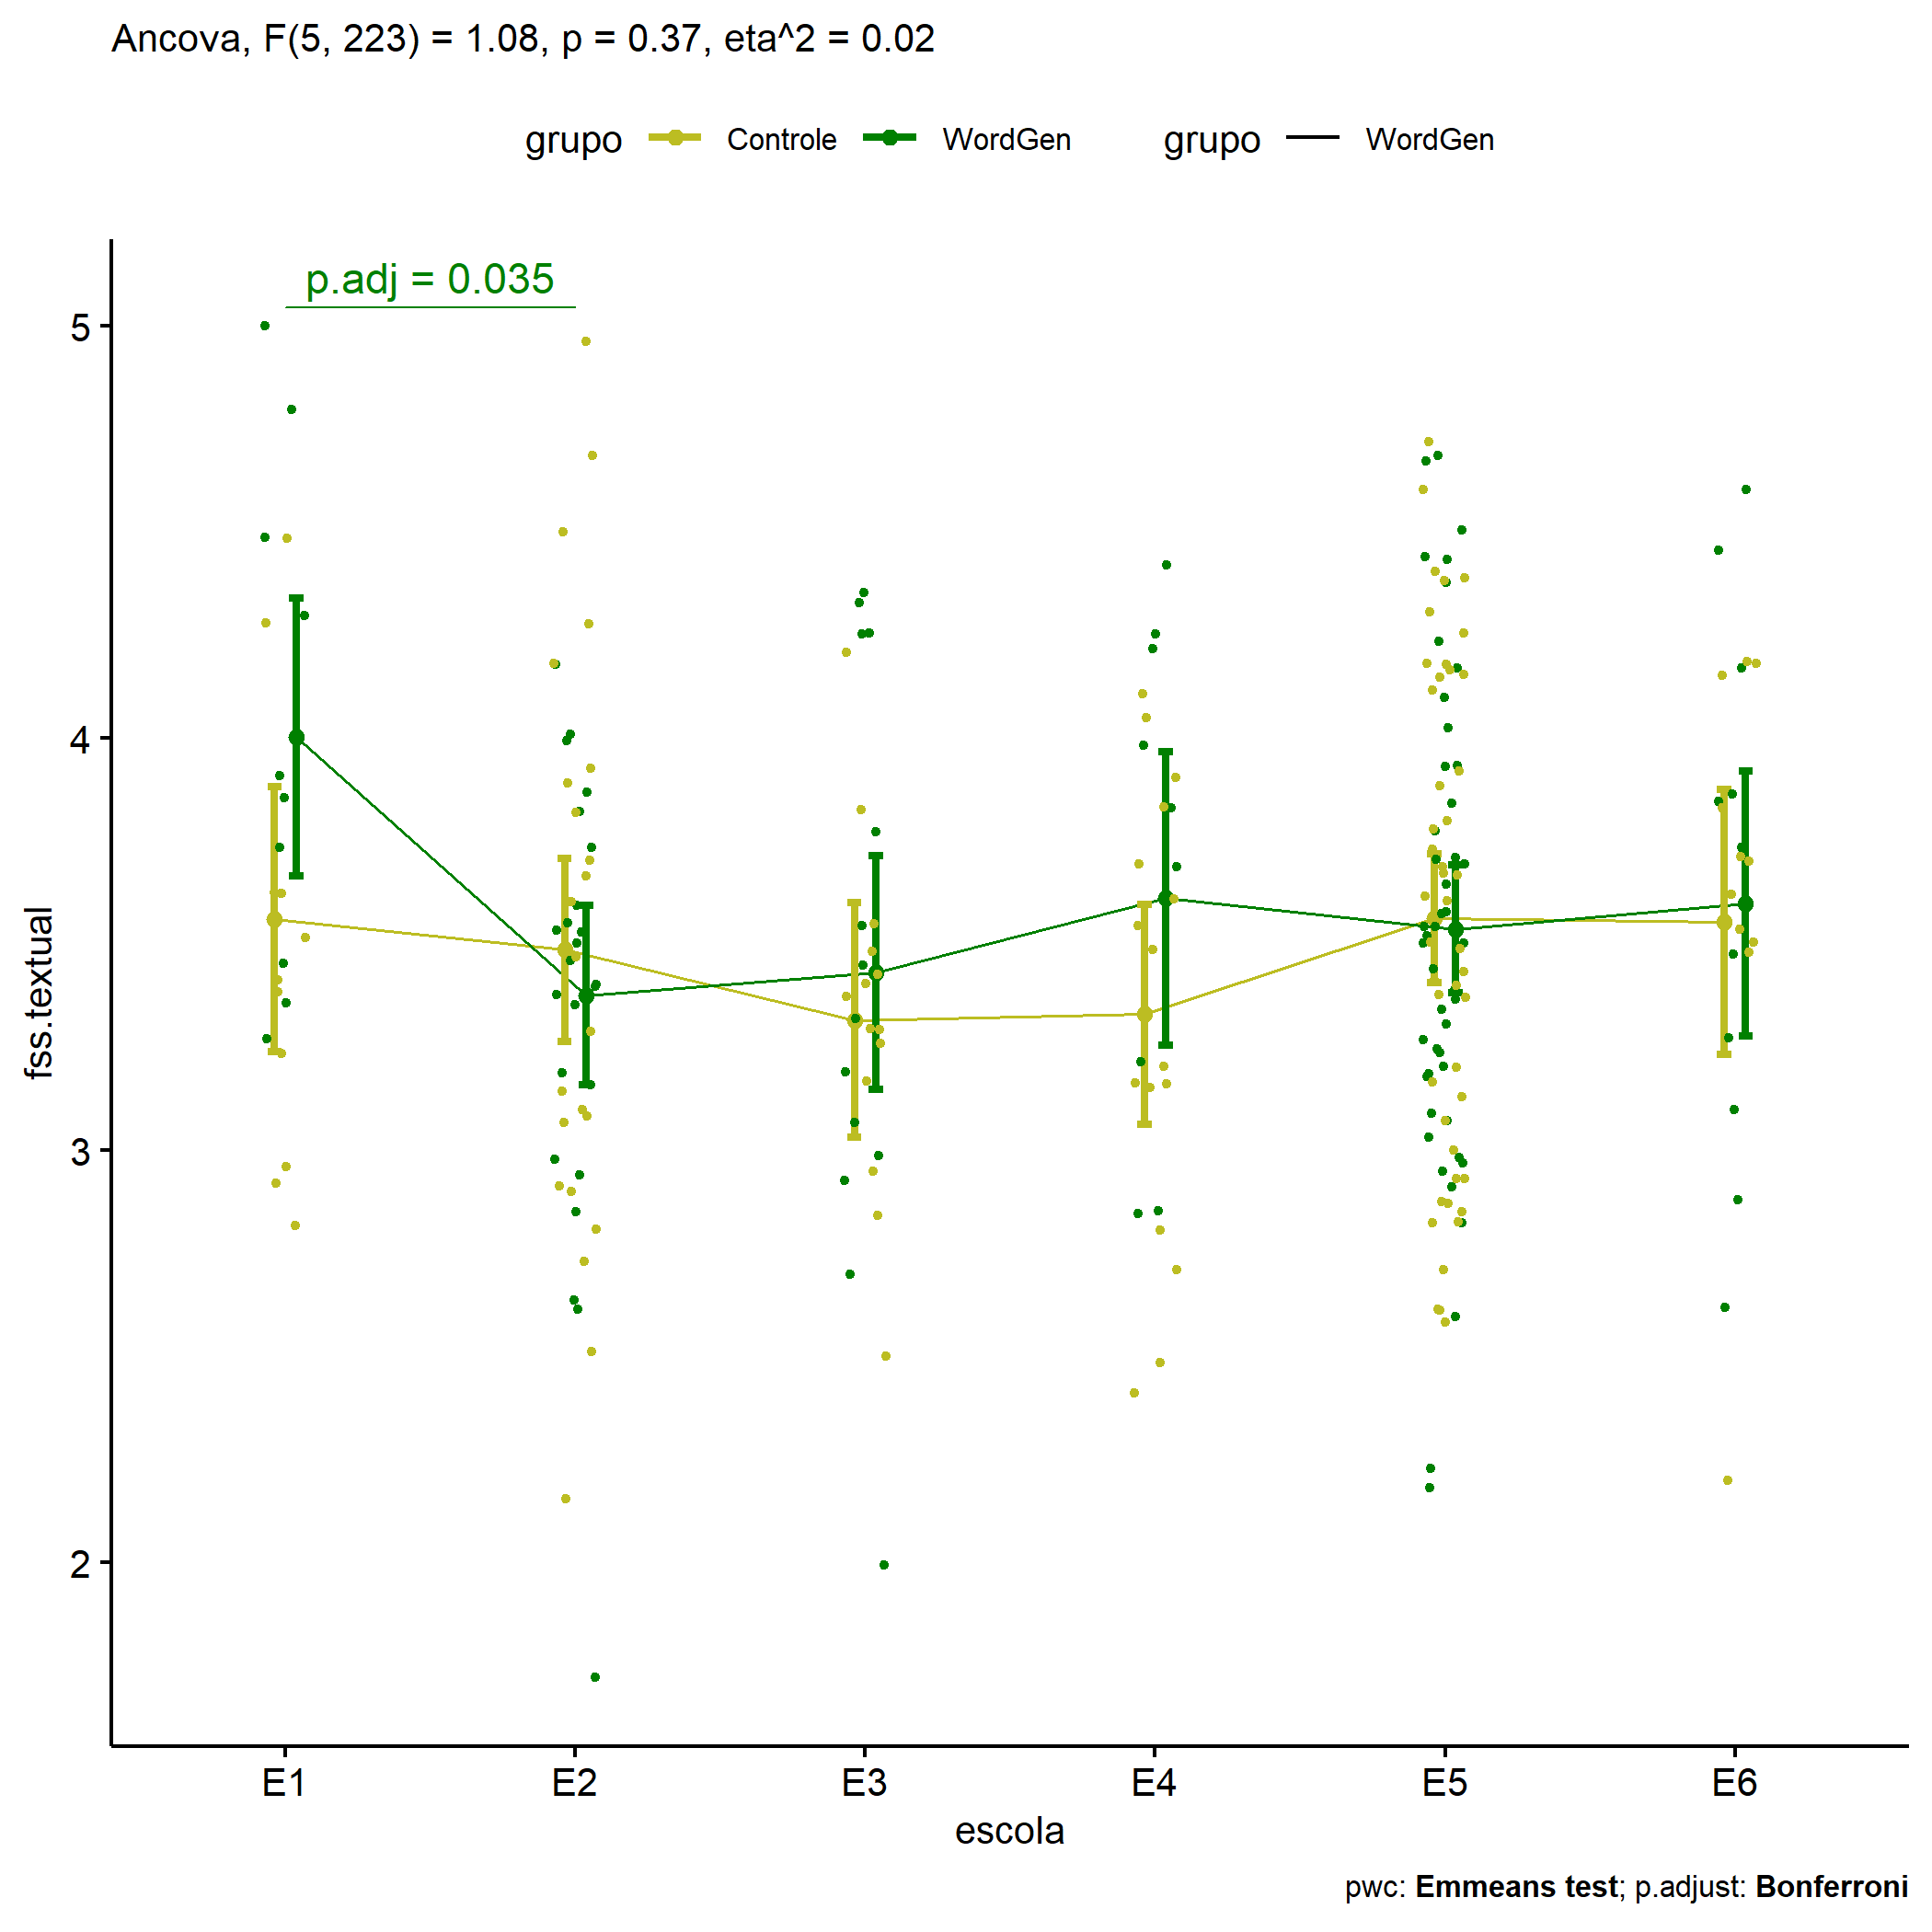 Ancova, F(5, 223) = 1.08, p = 0.37, eta^2 = 0.02
grupo Controle WordGen grupo WordGen
p.adj = 0.035
5
4
3
2
fss.textual
E1 E2 E3 E4 E5 E6
escola
pwc: Emmeans test; p.adjust: Bonferroni